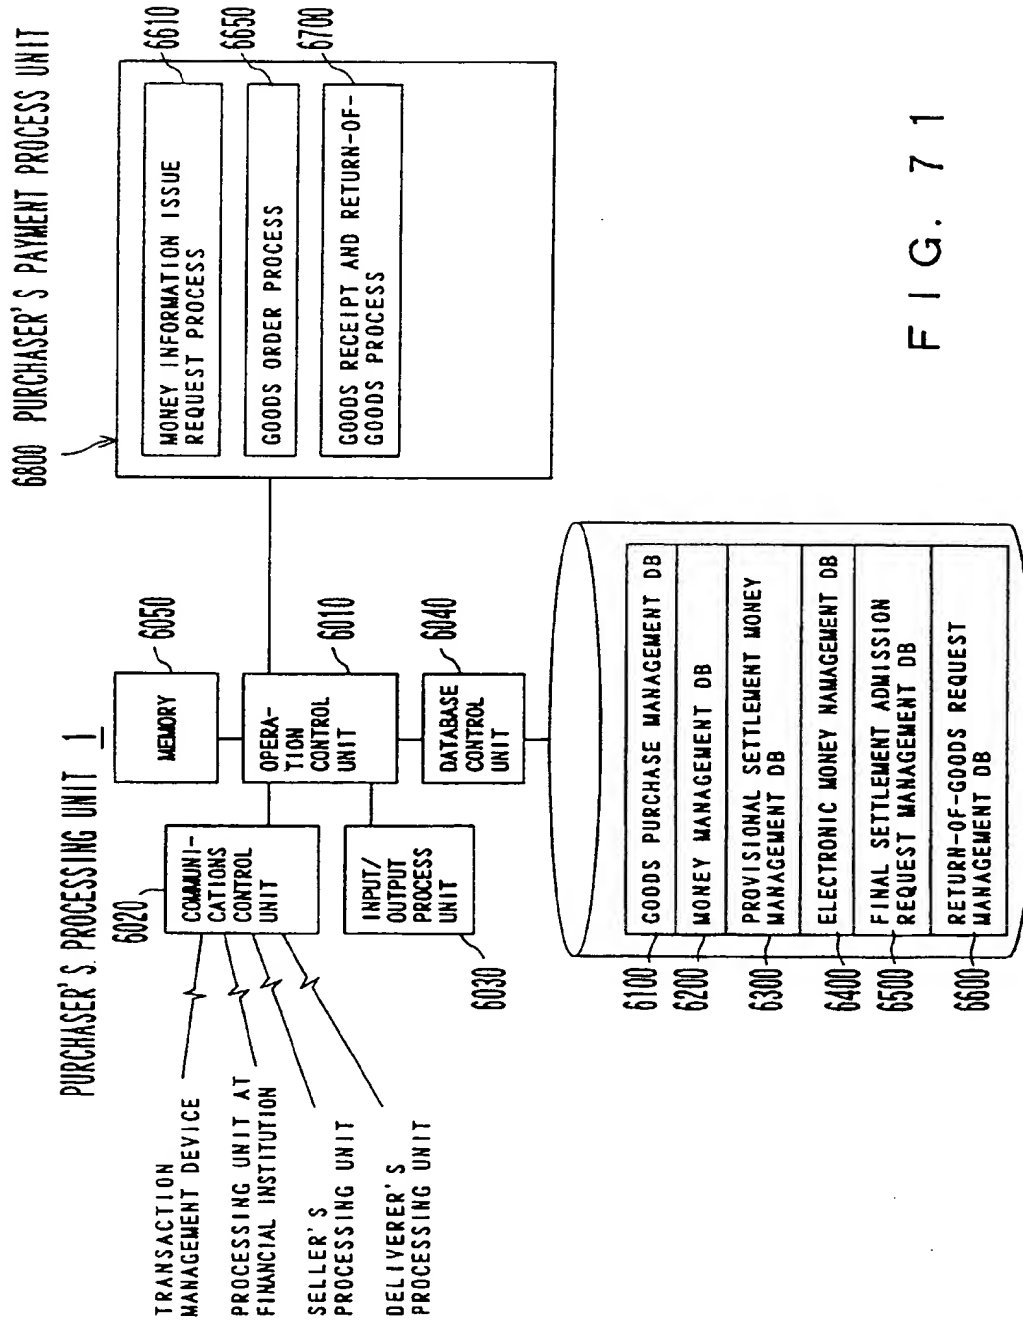 PURCHASER'S PROCESSING UNIT 1
6800 PURCHASER'S PAYMENT PROCESS UNIT
TRANSACTION
MANAGEMENT DEVICE
PROCESSING UNIT AT
FINANCIAL INSTITUTION
SELLER'S
PROCESSING UNIT
DELIVERER'S
PROCESSING UNIT
6020
COMMUNI-
CATIONS
CONTROL
UNIT
INPUT/
OUTPUT
PROCESS
UNIT
6030
MEMORY
6050
OPERA-
TION
CONTROL
UNIT
6010
DATABASE
CONTROL
UNIT
6040
MONEY INFORMATION ISSUE
REQUEST PROCESS
6610
GOODS ORDER PROCESS
6650
GOODS RECEIPT AND RETURN-OF-
GOODS PROCESS
6700
6100
GOODS PURCHASE MANAGEMENT DB
6200
MONEY MANAGEMENT DB
6300
PROVISIONAL SETTLEMENT MONEY
MANAGEMENT DB
6400
ELECTRONIC MONEY NAMAGEMENT DB
6500
FINAL SETTLEMENT ADMISSION
REQUEST MANAGEMENT DB
6600
RETURN-OF-GOODS REQUEST
MANAGEMENT DB
FIG. 71